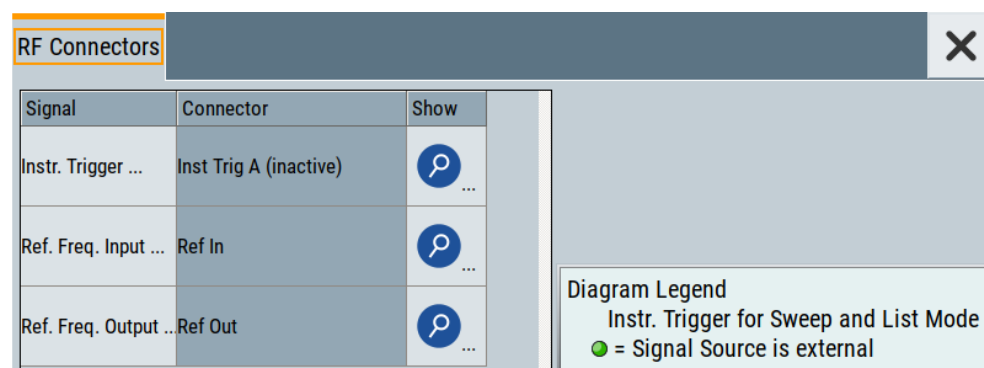 RF Connectors
Signal Connector Show
Instr. Trigger ... Inst Trig A (inactive) ...
Ref. Freq. Input ... Ref In ...
Ref. Freq. Output ... Ref Out ...
Diagram Legend
Instr. Trigger for Sweep and List Mode
= Signal Source is external